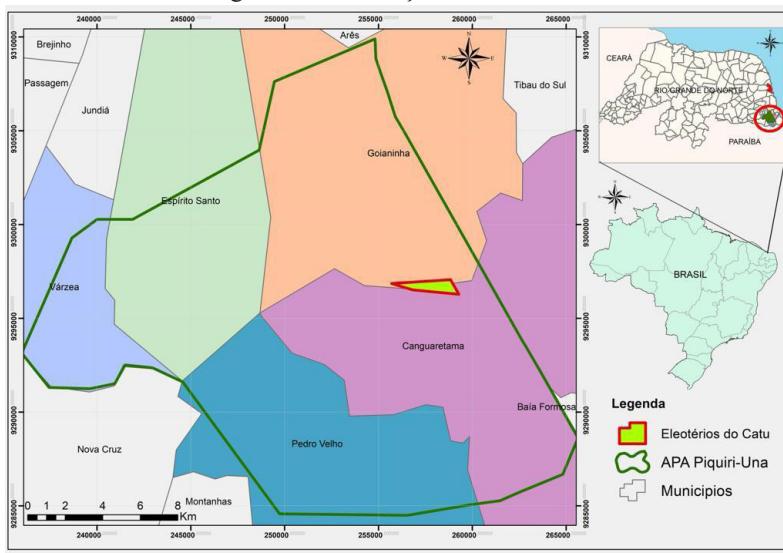 Arês
Brejinho
Passagem
Jundiá
Tibau do Sul
Goianinha
Espírito Santo
Várzea
Canguaretama
Baía Formosa
Pedro Velho
Nova Cruz
Montanhas
N
W
E
S
0 1 2 4 6 8
Km
9310000
9305000
9300000
9295000
9290000
9285000
240000
245000
250000
255000
260000
265000
CEARÁ
RIO GRANDE DO NORTE
PARAÍBA
BRASIL
Legenda
Eleotérios do Catu
APA Piquiri-Una
Municipios